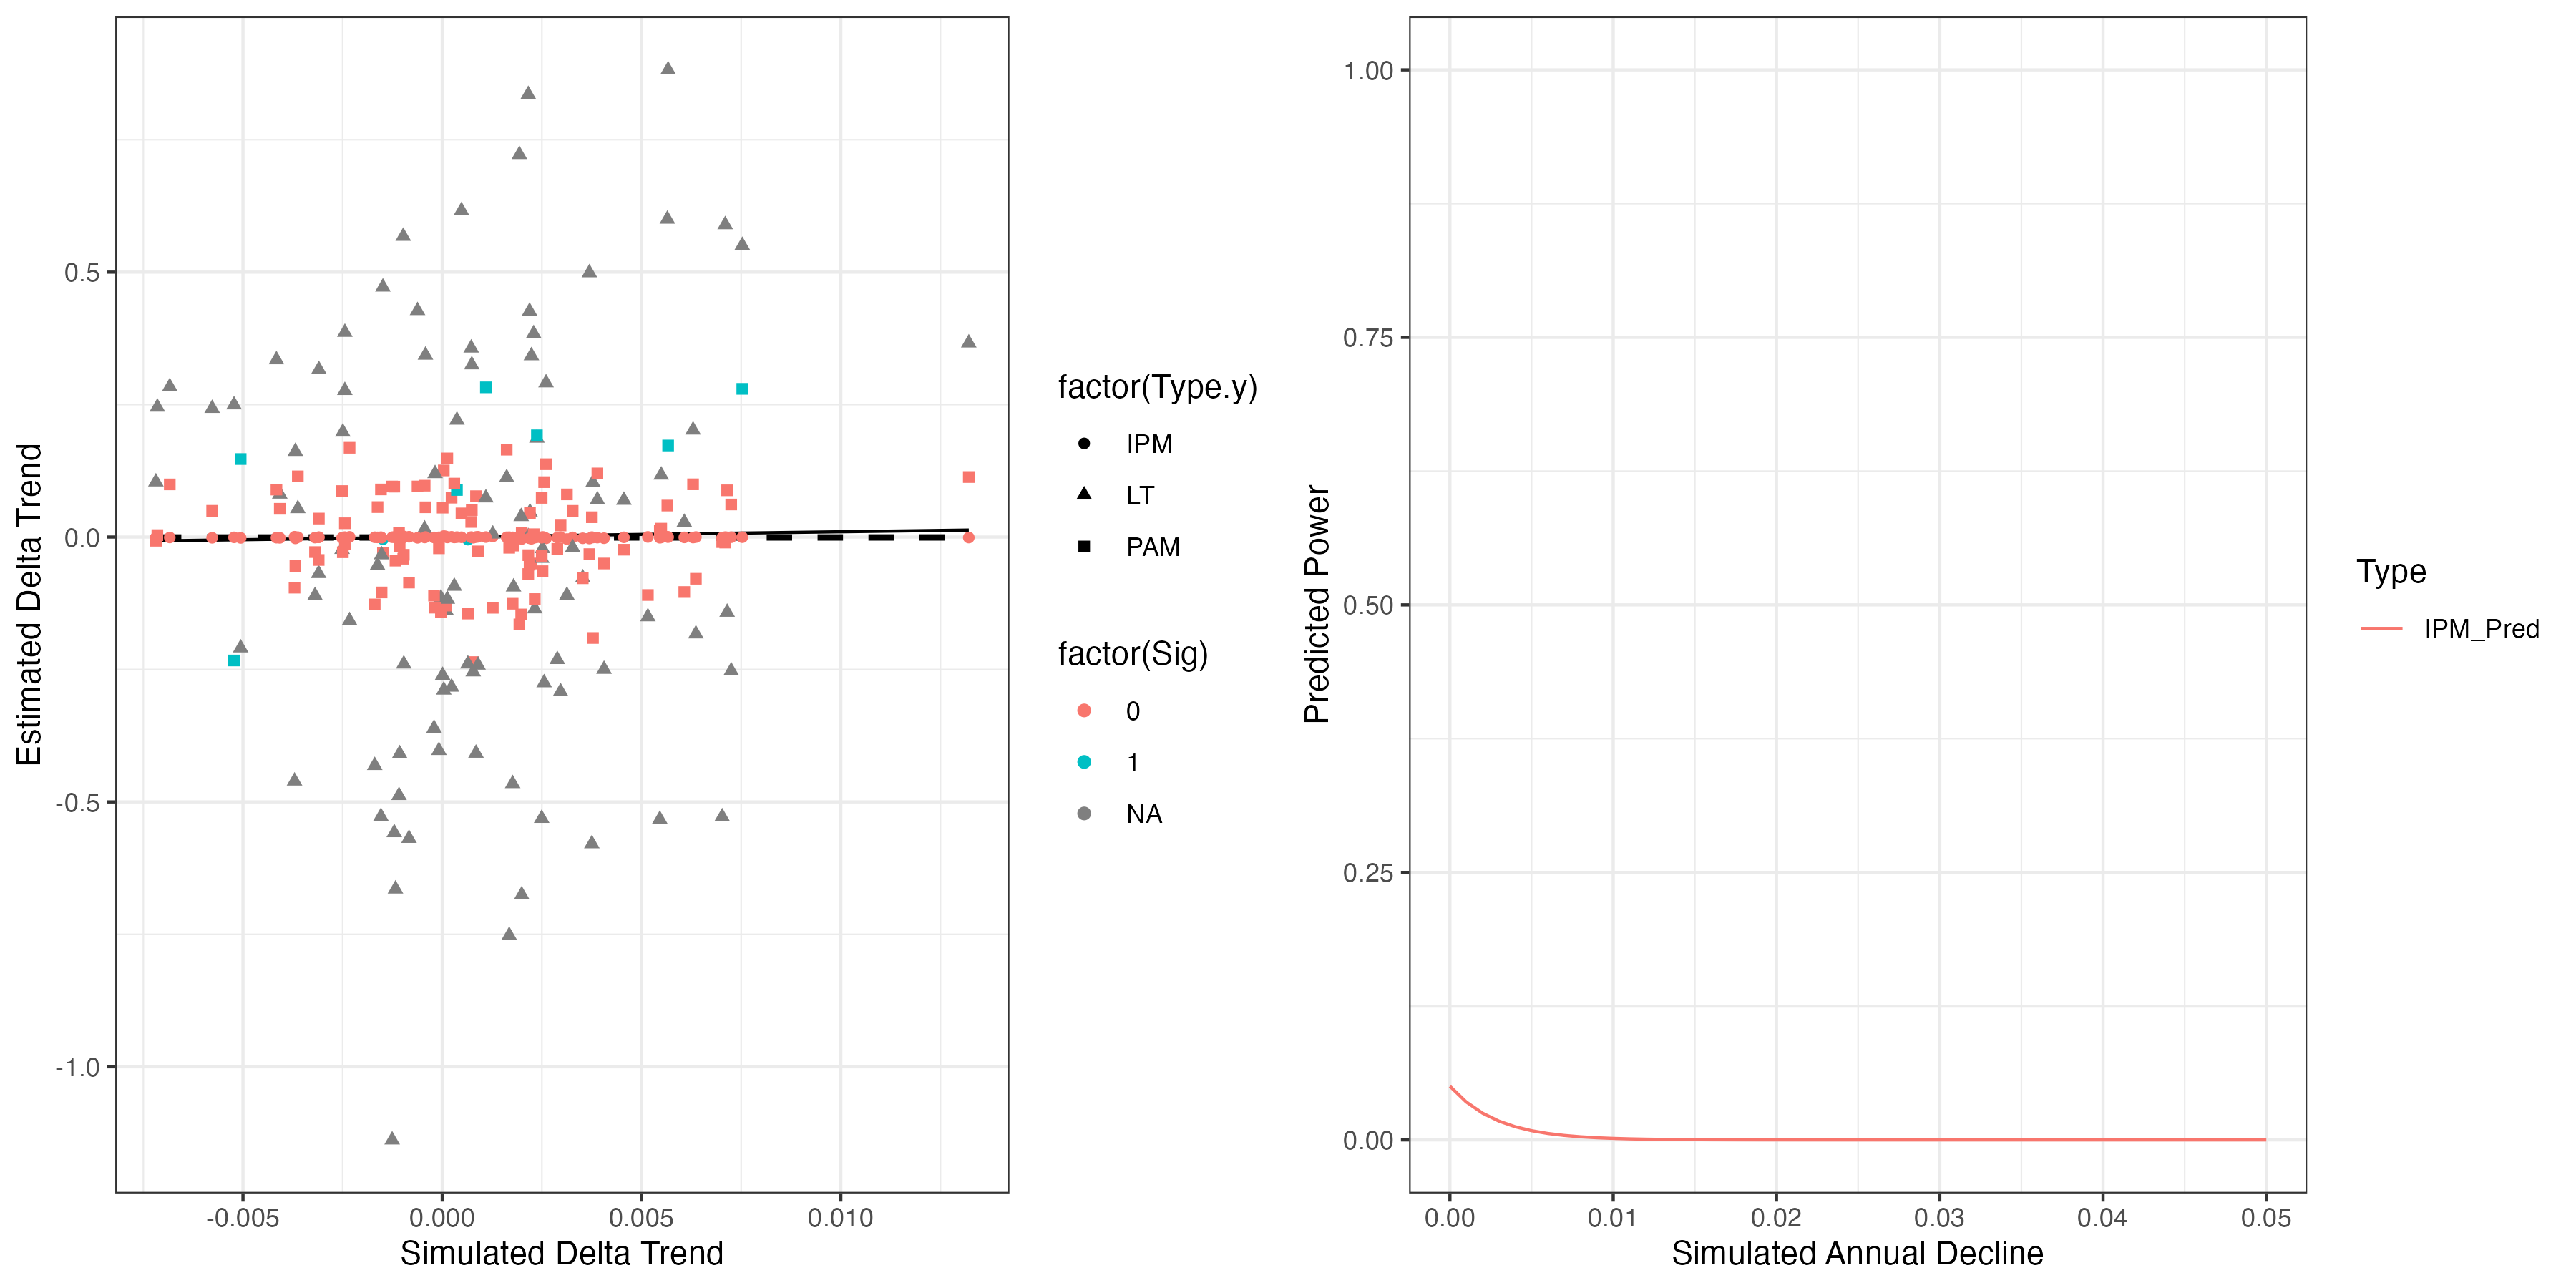 Estimated Delta Trend
0.5
0.0
-0.5
-1.0
-0.005
0.000
0.005
0.010
Simulated Delta Trend
factor(Type.y)
IPM
LT
PAM
factor(Sig)
0
1
NA
Predicted Power
1.00
0.75
0.50
0.25
0.00
0.00
0.01
0.02
0.03
0.04
0.05
Simulated Annual Decline
Type
IPM_Pred